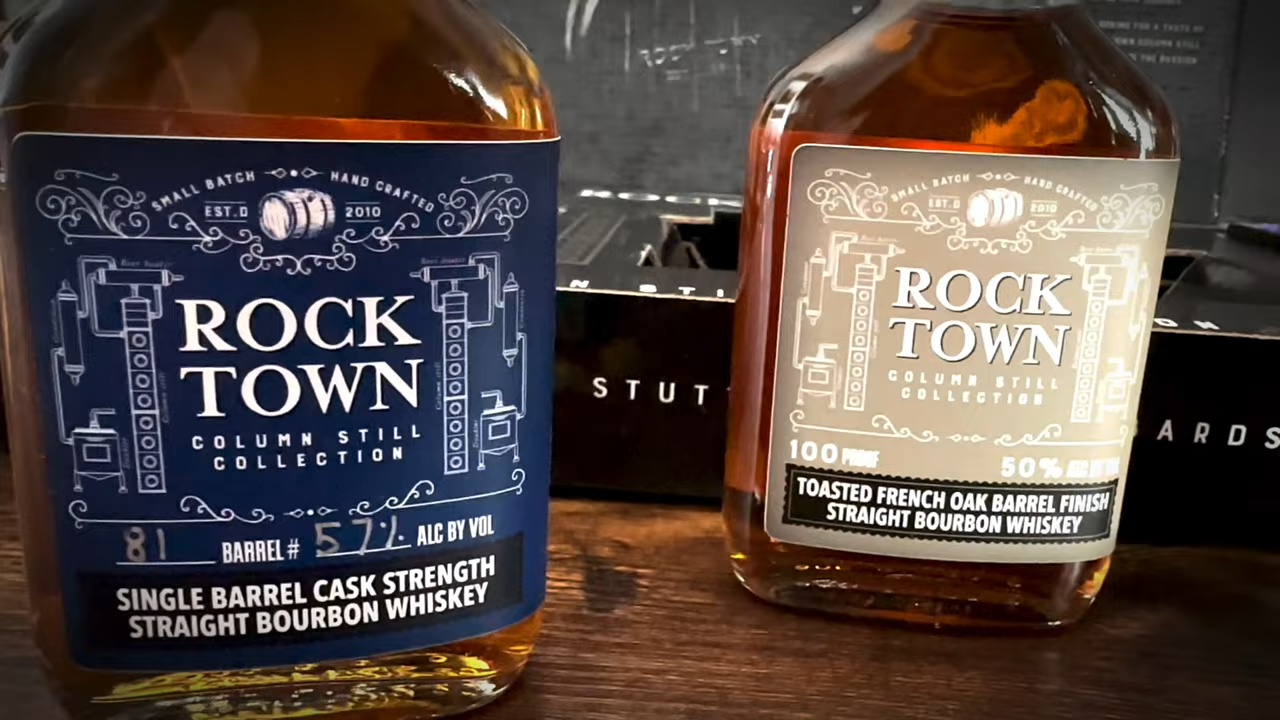 SMALL BATCH HAND CRAFTED
EST.D 2010
ROCK
TOWN
COLUMN STILL
COLLECTION
81 BARREL # 57% ALC BY VOL
SINGLE BARREL CASK STRENGTH
STRAIGHT BOURBON WHISKEY
SMALL BATCH HAND CRAFTED
EST.D 2010
ROCK
TOWN
COLUMN STILL
COLLECTION
100 PROOF 50% ALC BY VOL
TOASTED FRENCH OAK BARREL FINISH
STRAIGHT BOURBON WHISKEY
N STI
ON
STUT
ARDS